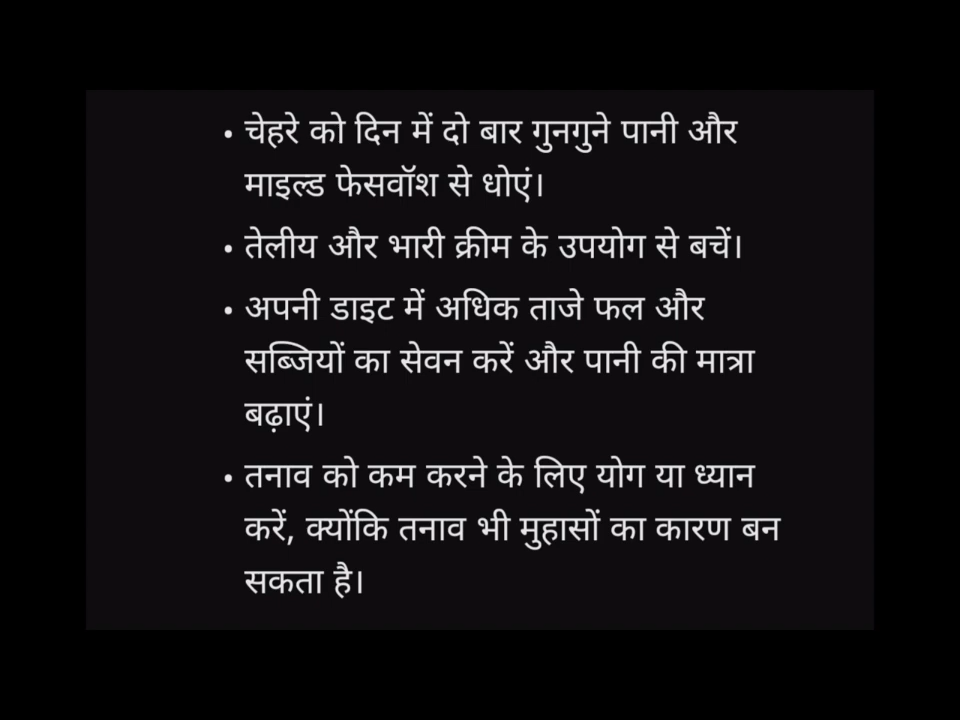 • चेहरे को दिन में दो बार गुनगुने पानी और
माइल्ड फेसवॉश से धोएं।
• तेलीय और भारी क्रीम के उपयोग से बचें।
• अपनी डाइट में अधिक ताजे फल और
सब्जियों का सेवन करें और पानी की मात्रा
बढ़ाएं।
• तनाव को कम करने के लिए योग या ध्यान
करें, क्योंकि तनाव भी मुहासों का कारण बन
सकता है।